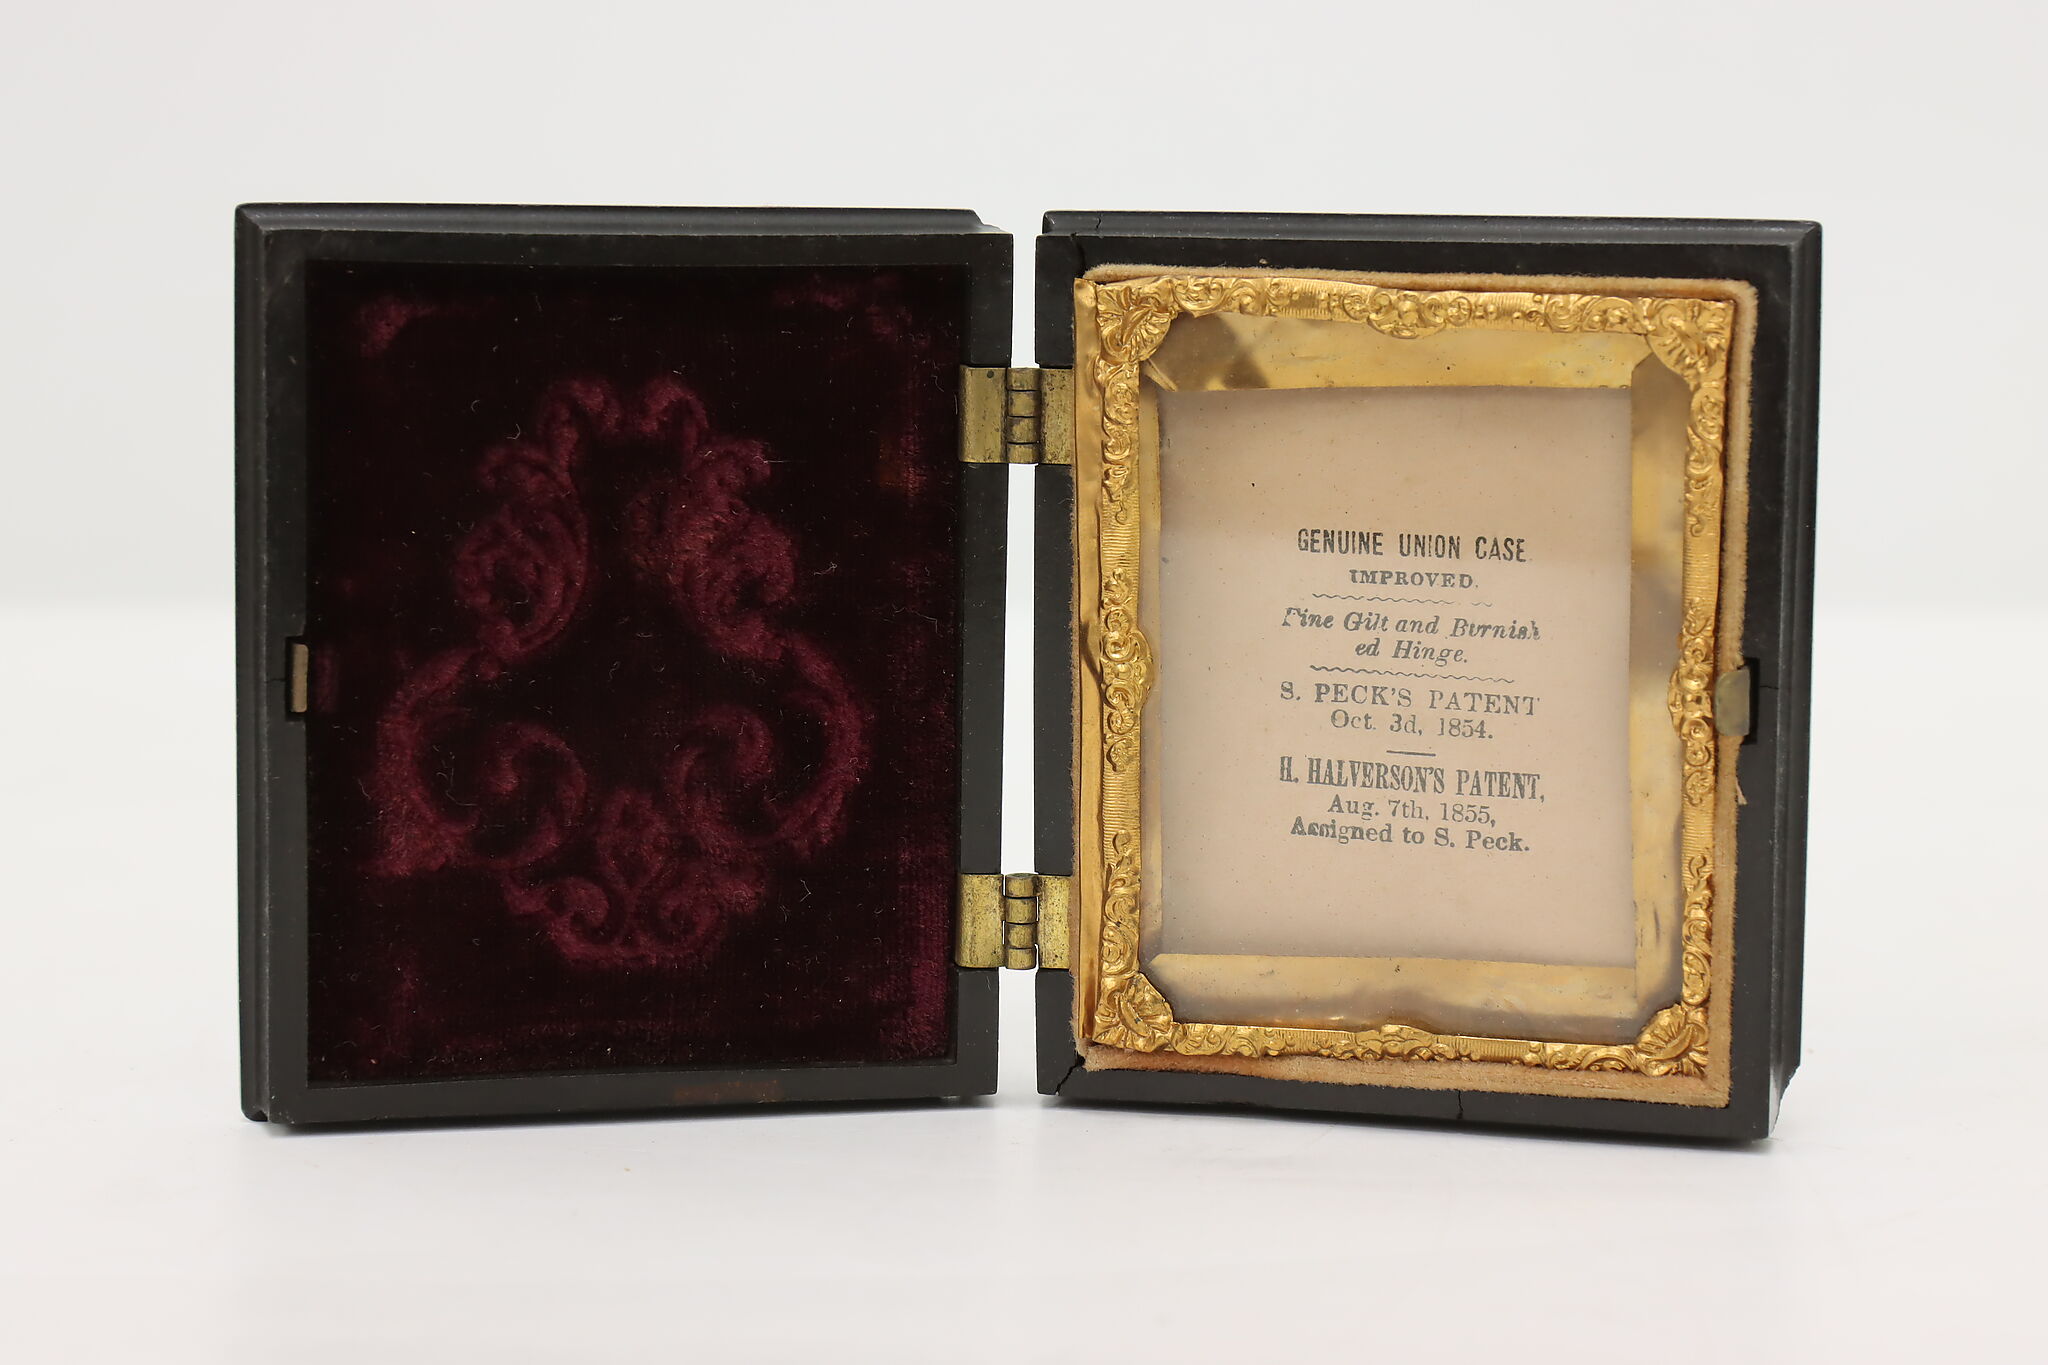 GENUINE UNION CASE.
IMPROVED.
Fine Gilt and Burnish
ed Hinge.
S. PECK'S PATENT
Oct. 3d, 1854.
H. HALVERSON'S PATENT,
Aug. 7th, 1855,
Assigned to S. Peck.